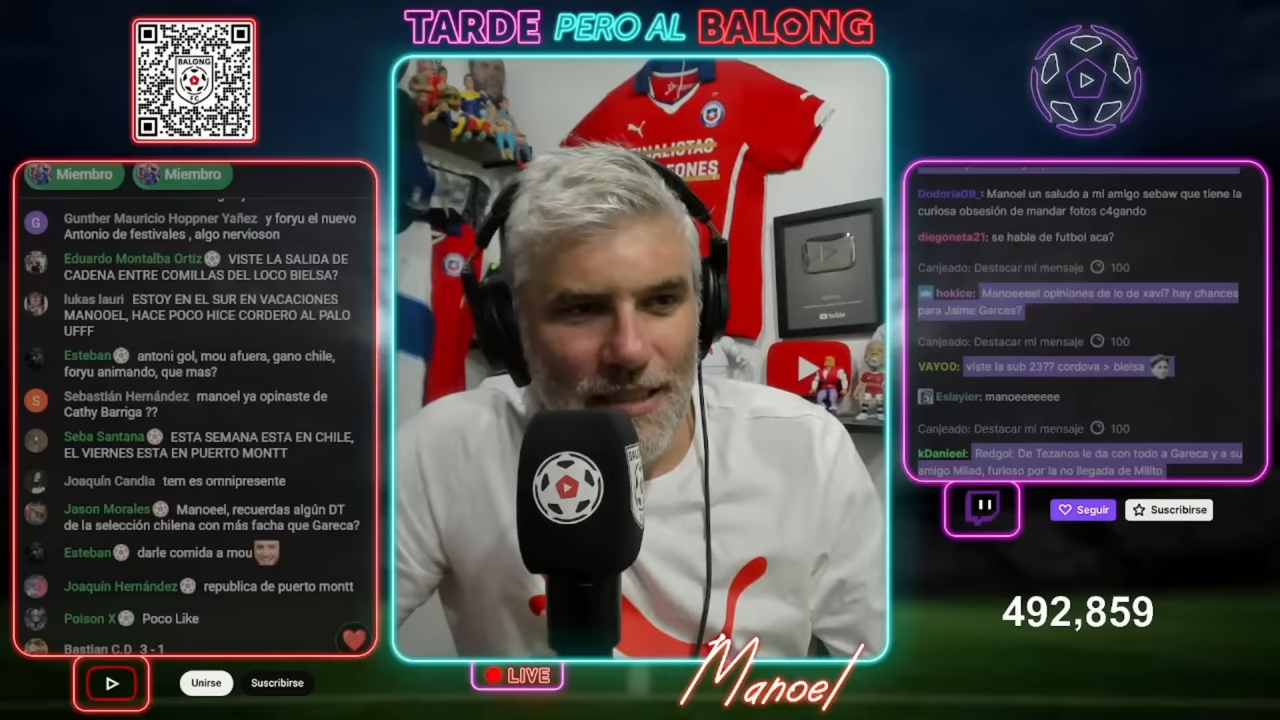 TARDE PERO AL BALONG
BALONG
FC
Miembro Miembro
G Gunther Mauricio Hoppner Yañez y foryu el nuevo
Antonio de festivales , algo nervioson
Eduardo Montalba Ortiz VISTE LA SALIDA DE
CADENA ENTRE COMILLAS DEL LOCO BIELSA?
lukas lauri ESTOY EN EL SUR EN VACACIONES
MANOOEL, HACE POCO HICE CORDERO AL PALO
UFFF
Esteban antoni gol, mou afuera, gano chile,
foryu animando, que mas?
S Sebastián Hernández manoel ya opinaste de
Cathy Barriga ??
Seba Santana ESTA SEMANA ESTA EN CHILE,
EL VIERNES ESTA EN PUERTO MONTT
Joaquín Candia tem es omnipresente
Jason Morales Manoeel, recuerdas algún DT
de la selección chilena con más facha que Gareca?
Esteban darle comida a mou
Joaquín Hernández republica de puerto montt
Poison X Poco Like
Bastian C.D 3 - 1
Unirse Suscribirse
YouTube
LIVE
Manoel
Dodoria09_: Manoel un saludo a mi amigo sebaw que tiene la
curiosa obsesión de mandar fotos c4gando
diegoneta21: se habla de futbol aca?
Canjeado: Destacar mi mensaje 100
hokice: Manoeeeel opiniones de lo de xavi? hay chances
para Jaime Garces?
Canjeado: Destacar mi mensaje 100
VAYOO: viste la sub 23?? cordova > bielsa
Eslayier: manoeeeeeee
Canjeado: Destacar mi mensaje 100
kDanieel: Redgol: De Tezanos le da con todo a Gareca y a su
amigo Milad, furioso por la no llegada de Milito
Seguir Suscribirse
492,859